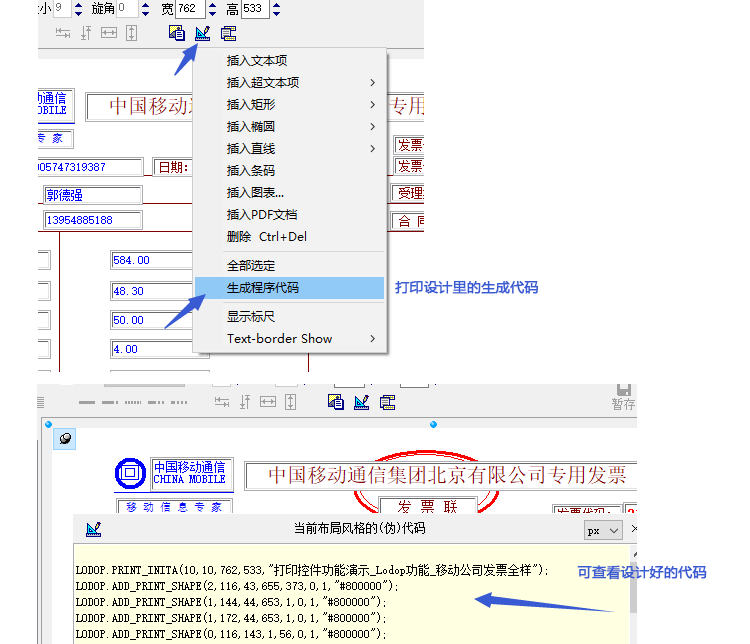 小 9 旋角 0 宽 762 高 533
插入文本项
插入超文本项
插入矩形
插入椭圆
插入直线
插入条码
插入图表...
插入PDF文档
删除 Ctrl+Del
全部选定
生成程序代码
显示标尺
Text-border Show
动通信
OBILE
中国移动
专用
专 家
005747319387
日期:
发票
发票
郭德强
受理
13954885188
合 同
584.00
48.30
50.00
4.00
打印设计里的生成代码
暂存
中国移动通信
CHINA MOBILE
中国移动通信集团北京有限公司专用发票
移 动 信 息 专 家
发 票 联
发票代码:
当前布局风格的(伪)代码
px
LODOP.PRINT_INITA(10,10,762,533,"打印控件功能演示_Lodop功能_移动公司发票全样");
LODOP.ADD_PRINT_SHAPE(2,116,43,655,373,0,1,"#800000");
LODOP.ADD_PRINT_SHAPE(1,144,44,653,1,0,1,"#800000");
LODOP.ADD_PRINT_SHAPE(1,172,44,653,1,0,1,"#800000");
LODOP.ADD_PRINT_SHAPE(0,116,143,1,56,0,1,"#800000");
可查看设计好的代码